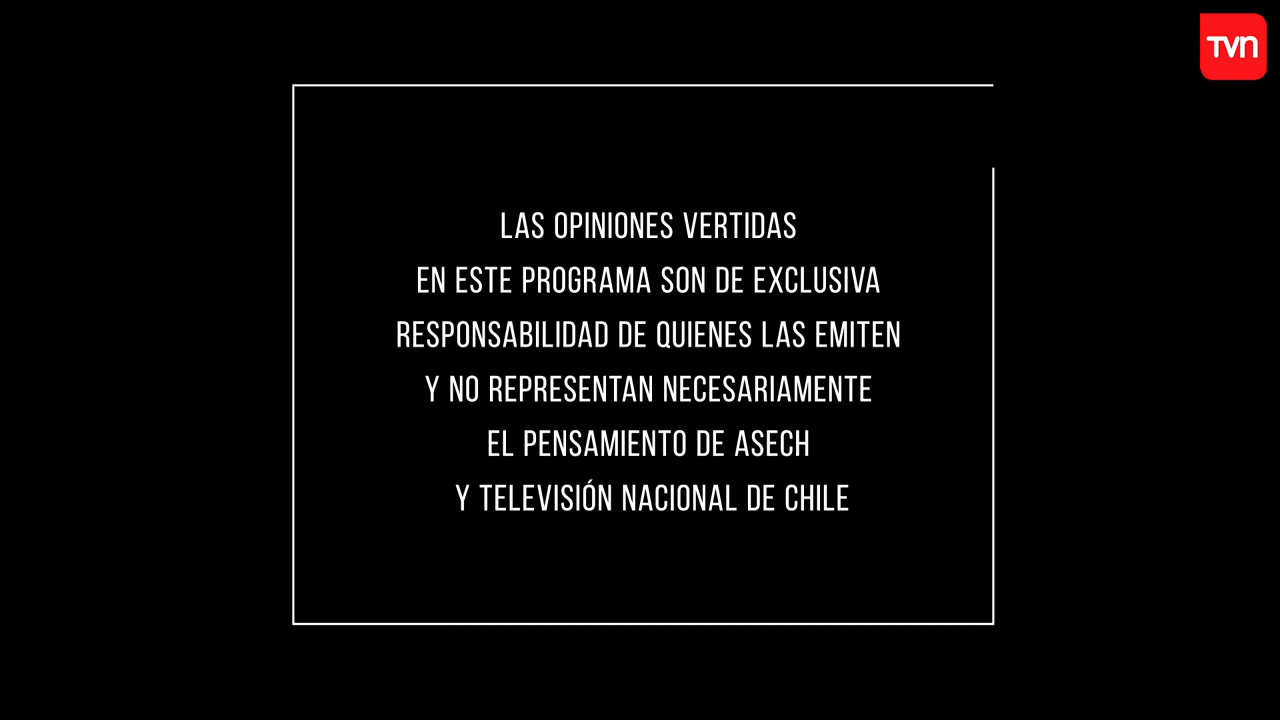 TVN
LAS OPINIONES VERTIDAS
EN ESTE PROGRAMA SON DE EXCLUSIVA
RESPONSABILIDAD DE QUIENES LAS EMITEN
Y NO REPRESENTAN NECESARIAMENTE
EL PENSAMIENTO DE ASECH
Y TELEVISIÓN NACIONAL DE CHILE